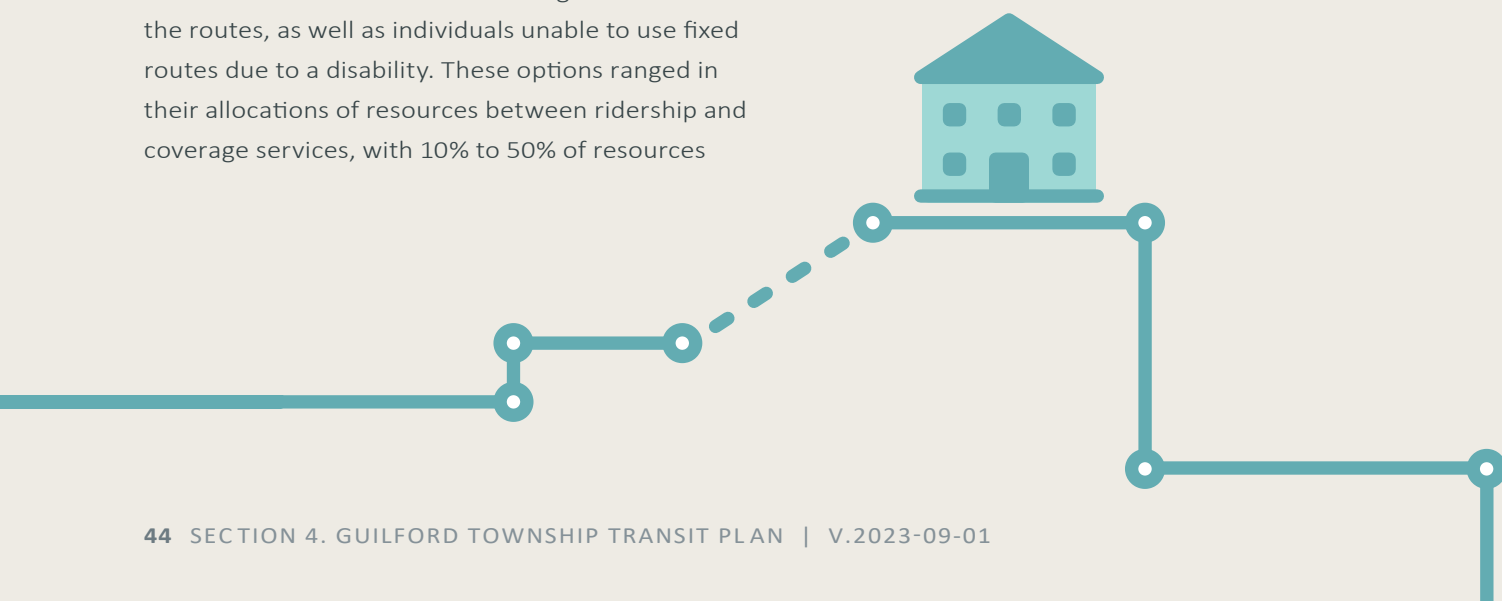 the routes, as well as individuals unable to use fixed
routes due to a disability. These options ranged in
their allocations of resources between ridership and
coverage services, with 10% to 50% of resources
44 SECTION 4. GUILFORD TOWNSHIP TRANSIT PLAN | V.2023-09-01